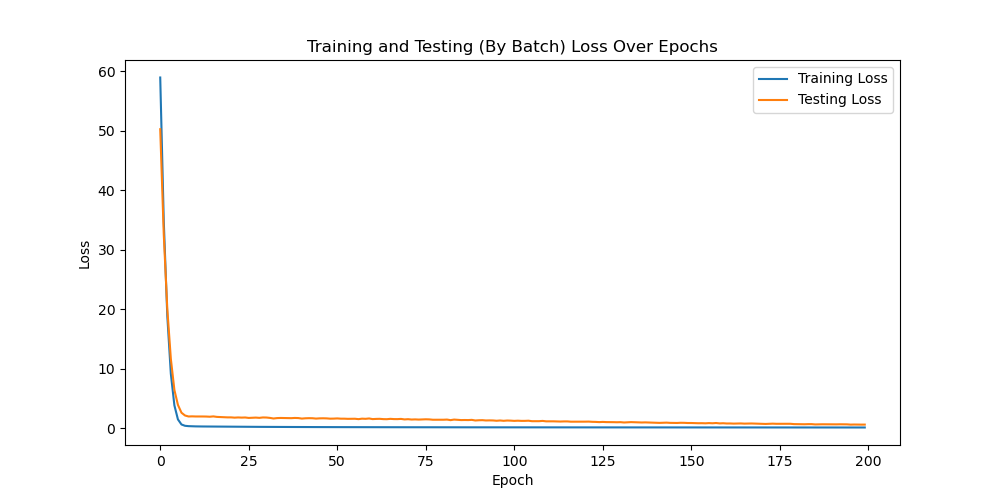 Training and Testing (By Batch) Loss Over Epochs
Training Loss
Testing Loss
60
50
40
30
20
10
0
Loss
0 25 50 75 100 125 150 175 200
Epoch